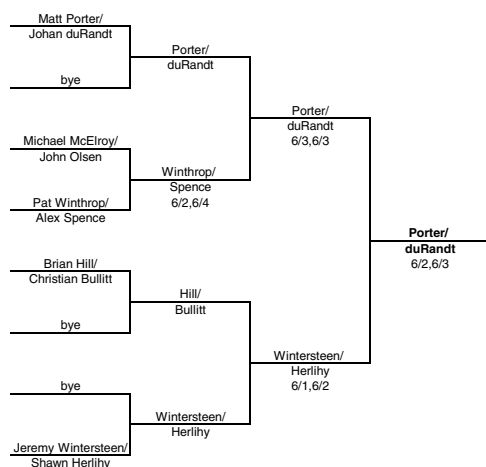 Matt Porter/
Johan duRandt
bye
Michael McElroy/
John Olsen
Pat Winthrop/
Alex Spence
Brian Hill/
Christian Bullitt
bye
bye
Jeremy Wintersteen/
Shawn Herlihy
Porter/
duRandt
Winthrop/
Spence
6/2,6/4
Hill/
Bullitt
Wintersteen/
Herlihy
Porter/
duRandt
6/3,6/3
Wintersteen/
Herlihy
6/1,6/2
Porter/
duRandt
6/2,6/3